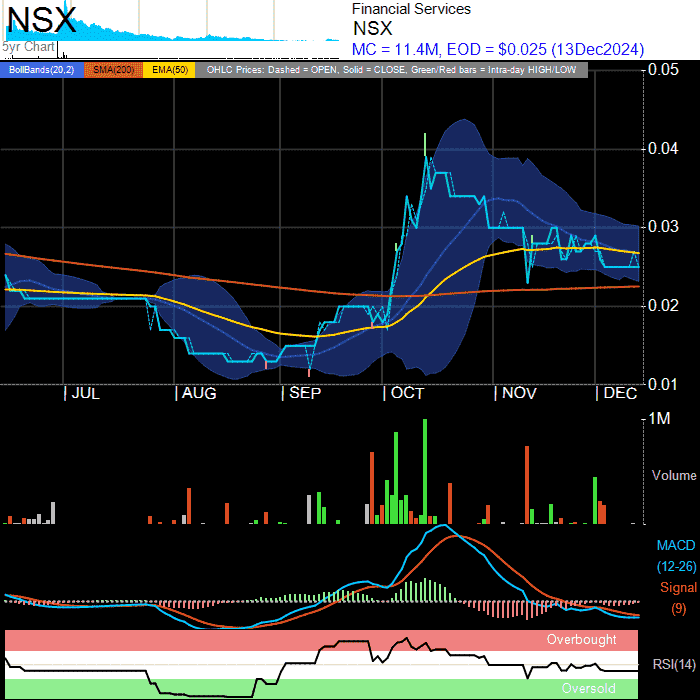 NSX
5yr Chart
Financial Services
NSX
MC = 11.4M, EOD = $0.025 (13Dec2024)
BollBands(20,2) SMA(200) EMA(50) OHLC Prices: Dashed = OPEN, Solid = CLOSE, Green/Red bars = Intra-day HIGH/LOW
0.05
0.04
0.03
0.02
0.01
JUL AUG SEP OCT NOV DEC
1M
Volume
MACD
(12-26)
Signal
(9)
Overbought
RSI(14)
Oversold